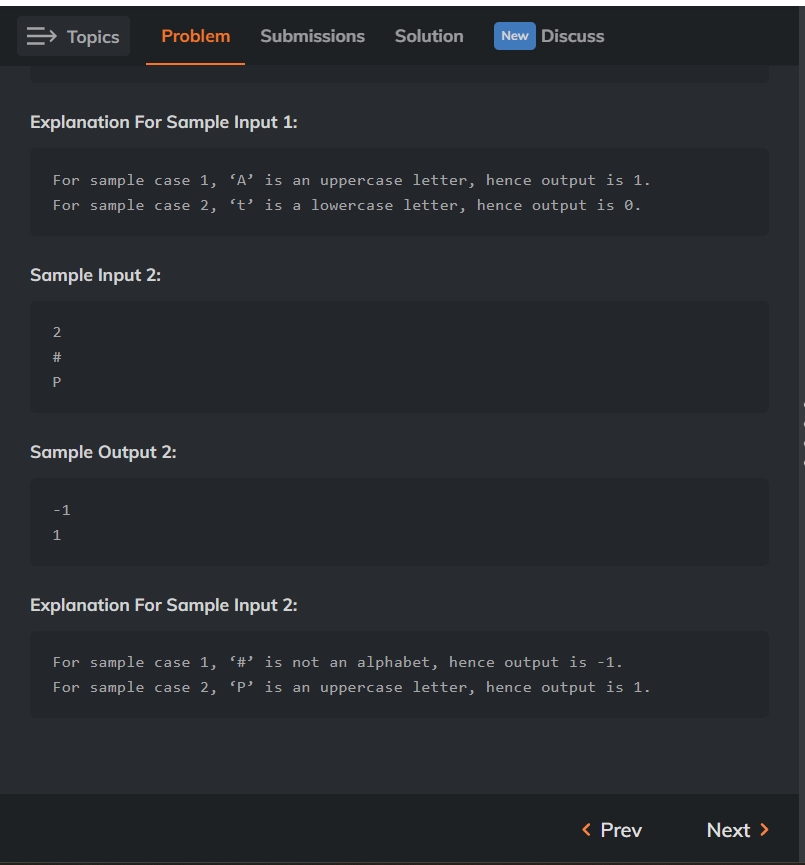 Topics Problem Submissions Solution New Discuss
Explanation For Sample Input 1:
For sample case 1, ‘A’ is an uppercase letter, hence output is 1.
For sample case 2, ‘t’ is a lowercase letter, hence output is 0.
Sample Input 2:
2
#
P
Sample Output 2:
-1
1
Explanation For Sample Input 2:
For sample case 1, ‘#’ is not an alphabet, hence output is -1.
For sample case 2, ‘P’ is an uppercase letter, hence output is 1.
Prev Next